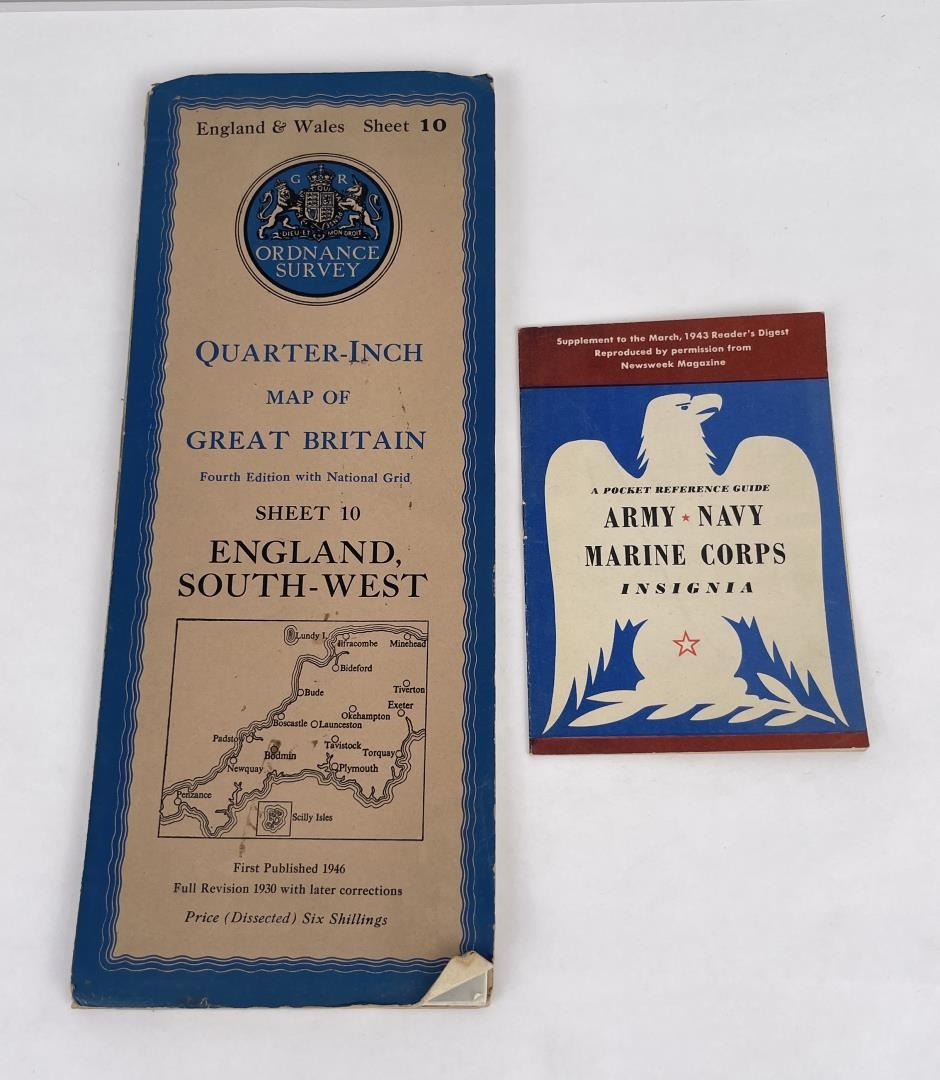 England & Wales Sheet 10
G R
DIEU ET MON DROIT
ORDNANCE
SURVEY
QUARTER-INCH
MAP OF
GREAT BRITAIN
Fourth Edition with National Grid
SHEET 10
ENGLAND,
SOUTH-WEST
Lundy I.
Ilfracombe
Minehead
Bideford
Bude
Tiverton
Exeter
Okehampton
Boscastle
Launceston
Padstow
Tavistock
Torquay
Bodmin
Newquay
Plymouth
Penzance
Scilly Isles
First Published 1946
Full Revision 1930 with later corrections
Price (Dissected) Six Shillings
Supplement to the March, 1943 Reader's Digest
Reproduced by permission from
Newsweek Magazine
A POCKET REFERENCE GUIDE
ARMY ★ NAVY
MARINE CORPS
INSIGNIA